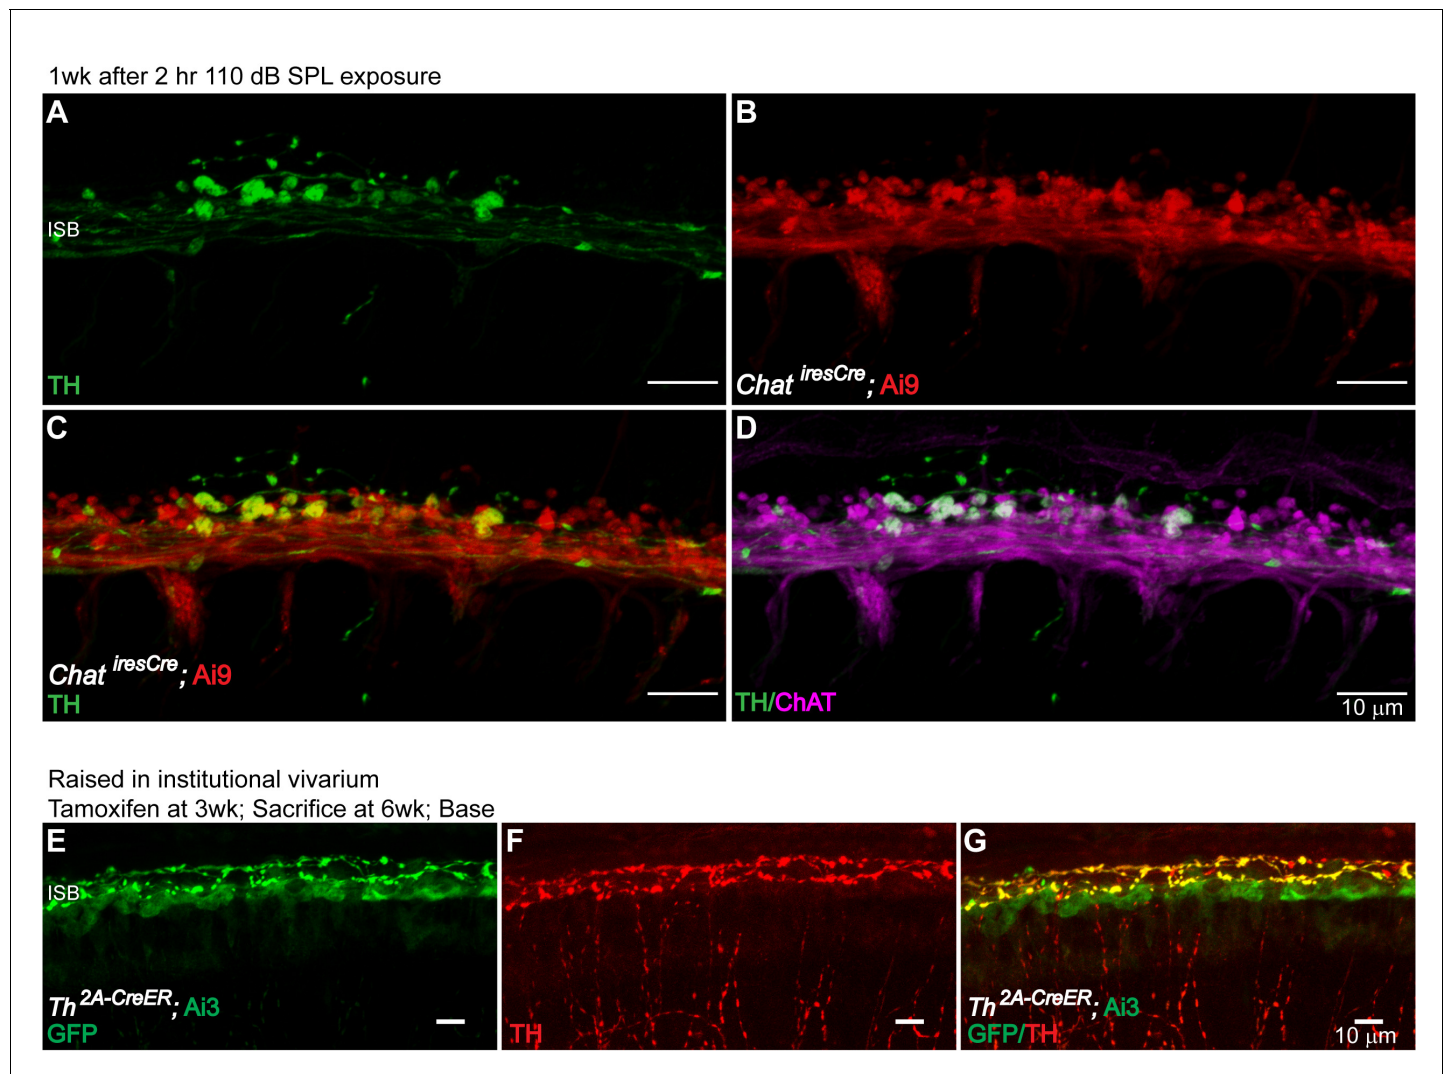 1wk after 2 hr 110 dB SPL exposure
A
ISB
TH
B
Chat iresCre; Ai9
C
Chat iresCre; Ai9
TH
D
TH/ChAT
10 μm
Raised in institutional vivarium
Tamoxifen at 3wk; Sacrifice at 6wk; Base
E
ISB
Th 2A-CreER; Ai3
GFP
F
TH
G
Th 2A-CreER; Ai3
GFP/TH
10 μm